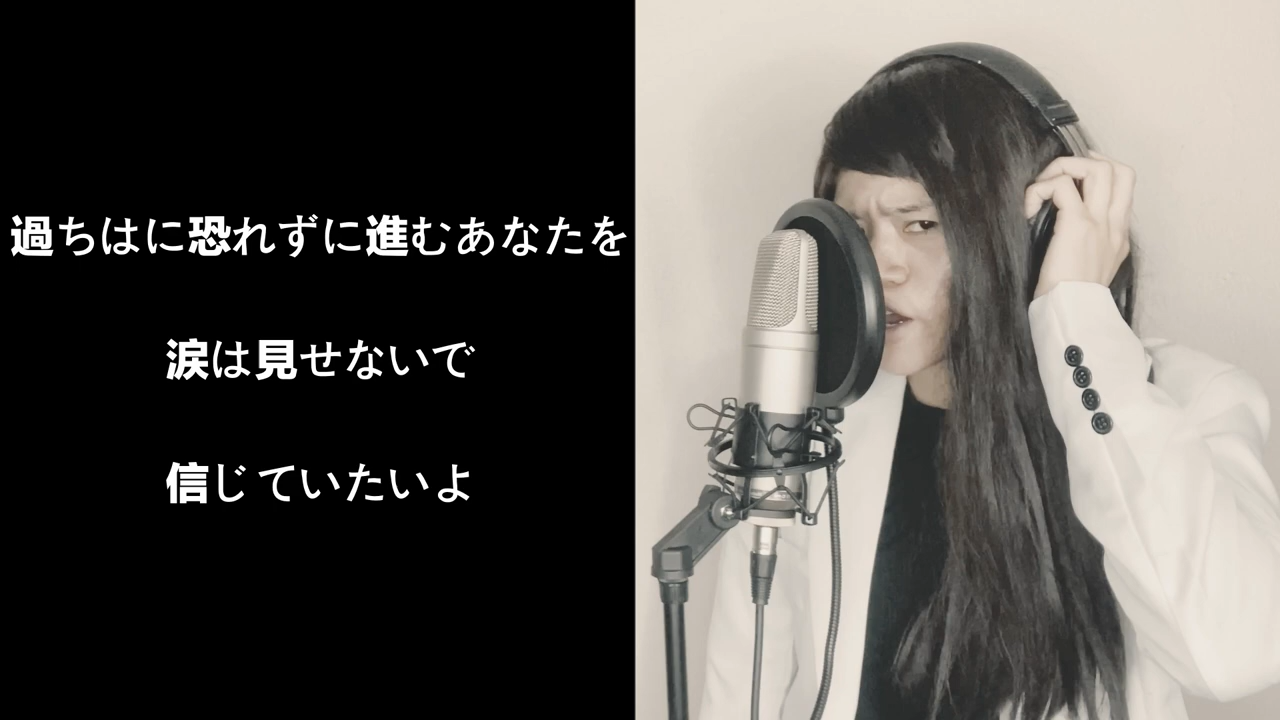 過ちはに恐れずに進むあなたを
涙は見せないで
信じていたいよ